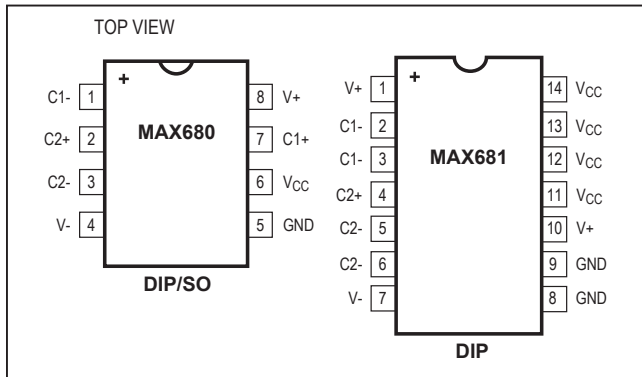 TOP VIEW
+
MAX680
C1- 1
C2+ 2
C2- 3
V- 4
8 V+
7 C1+
6 VCC
5 GND
DIP/SO
+
MAX681
V+ 1
C1- 2
C1- 3
C2+ 4
C2- 5
C2- 6
V- 7
14 VCC
13 VCC
12 VCC
11 VCC
10 V+
9 GND
8 GND
DIP